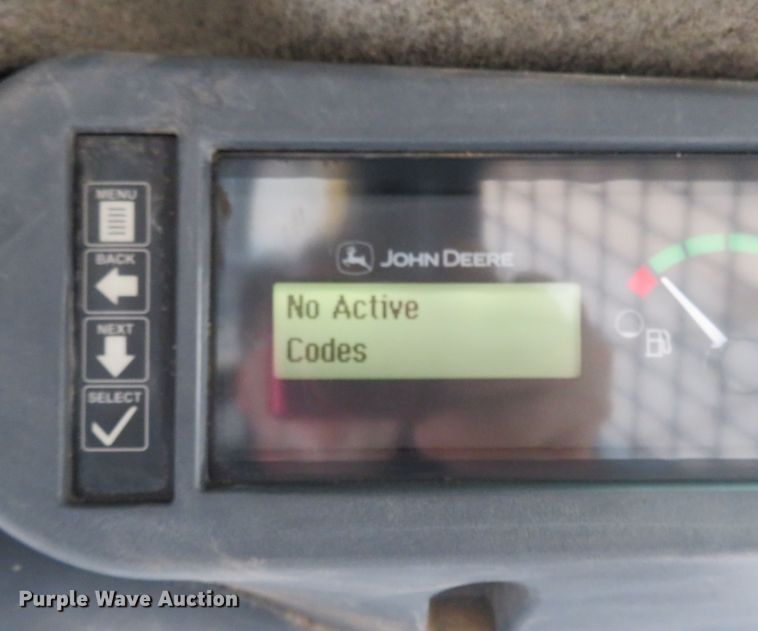 MENU
BACK
NEXT
SELECT
JOHN DEERE
No Active
Codes
Purple Wave Auction